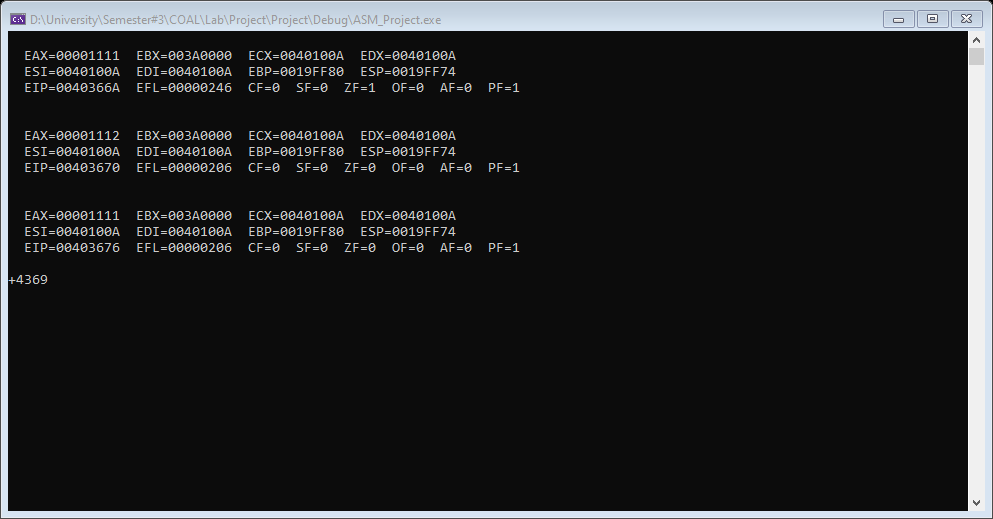 D:\University\Semester#3\COAL\Lab\Project\Project\Debug\ASM_Project.exe
EAX=00001111  EBX=003A0000  ECX=0040100A  EDX=0040100A
ESI=0040100A  EDI=0040100A  EBP=0019FF80  ESP=0019FF74
EIP=0040366A  EFL=00000246  CF=0  SF=0  ZF=1  OF=0  AF=0  PF=1
EAX=00001112  EBX=003A0000  ECX=0040100A  EDX=0040100A
ESI=0040100A  EDI=0040100A  EBP=0019FF80  ESP=0019FF74
EIP=00403670  EFL=00000206  CF=0  SF=0  ZF=0  OF=0  AF=0  PF=1
EAX=00001111  EBX=003A0000  ECX=0040100A  EDX=0040100A
ESI=0040100A  EDI=0040100A  EBP=0019FF80  ESP=0019FF74
EIP=00403676  EFL=00000206  CF=0  SF=0  ZF=0  OF=0  AF=0  PF=1
+4369